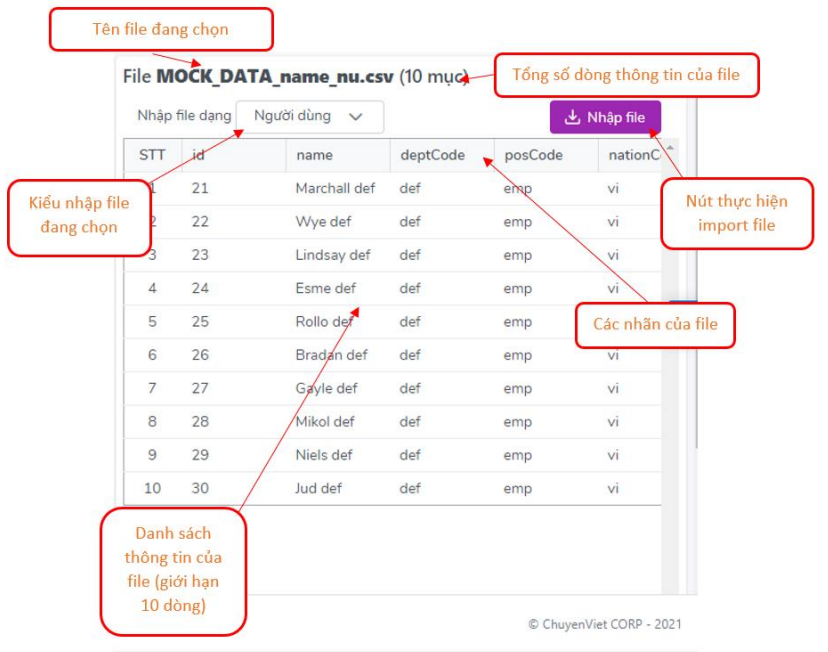 Tên file đang chọn
File MOCK_DATA_name_nu.csv (10 mục)
Tổng số dòng thông tin của file
Nhập file dạng Người dùng Nhập file
STT id name deptCode posCode nationC
1 21 Marchall def def emp vi
Kiểu nhập file
đang chọn
Nút thực hiện
import file
2 22 Wye def def emp vi
3 23 Lindsay def def emp vi
4 24 Esme def def emp vi
5 25 Rollo def def emp vi
Các nhãn của file
6 26 Bradan def def emp vi
7 27 Gayle def def emp vi
8 28 Mikol def def emp vi
9 29 Niels def def emp vi
10 30 Jud def def emp vi
Danh sách
thông tin của
file (giới hạn
10 dòng)
© ChuyenViet CORP - 2021